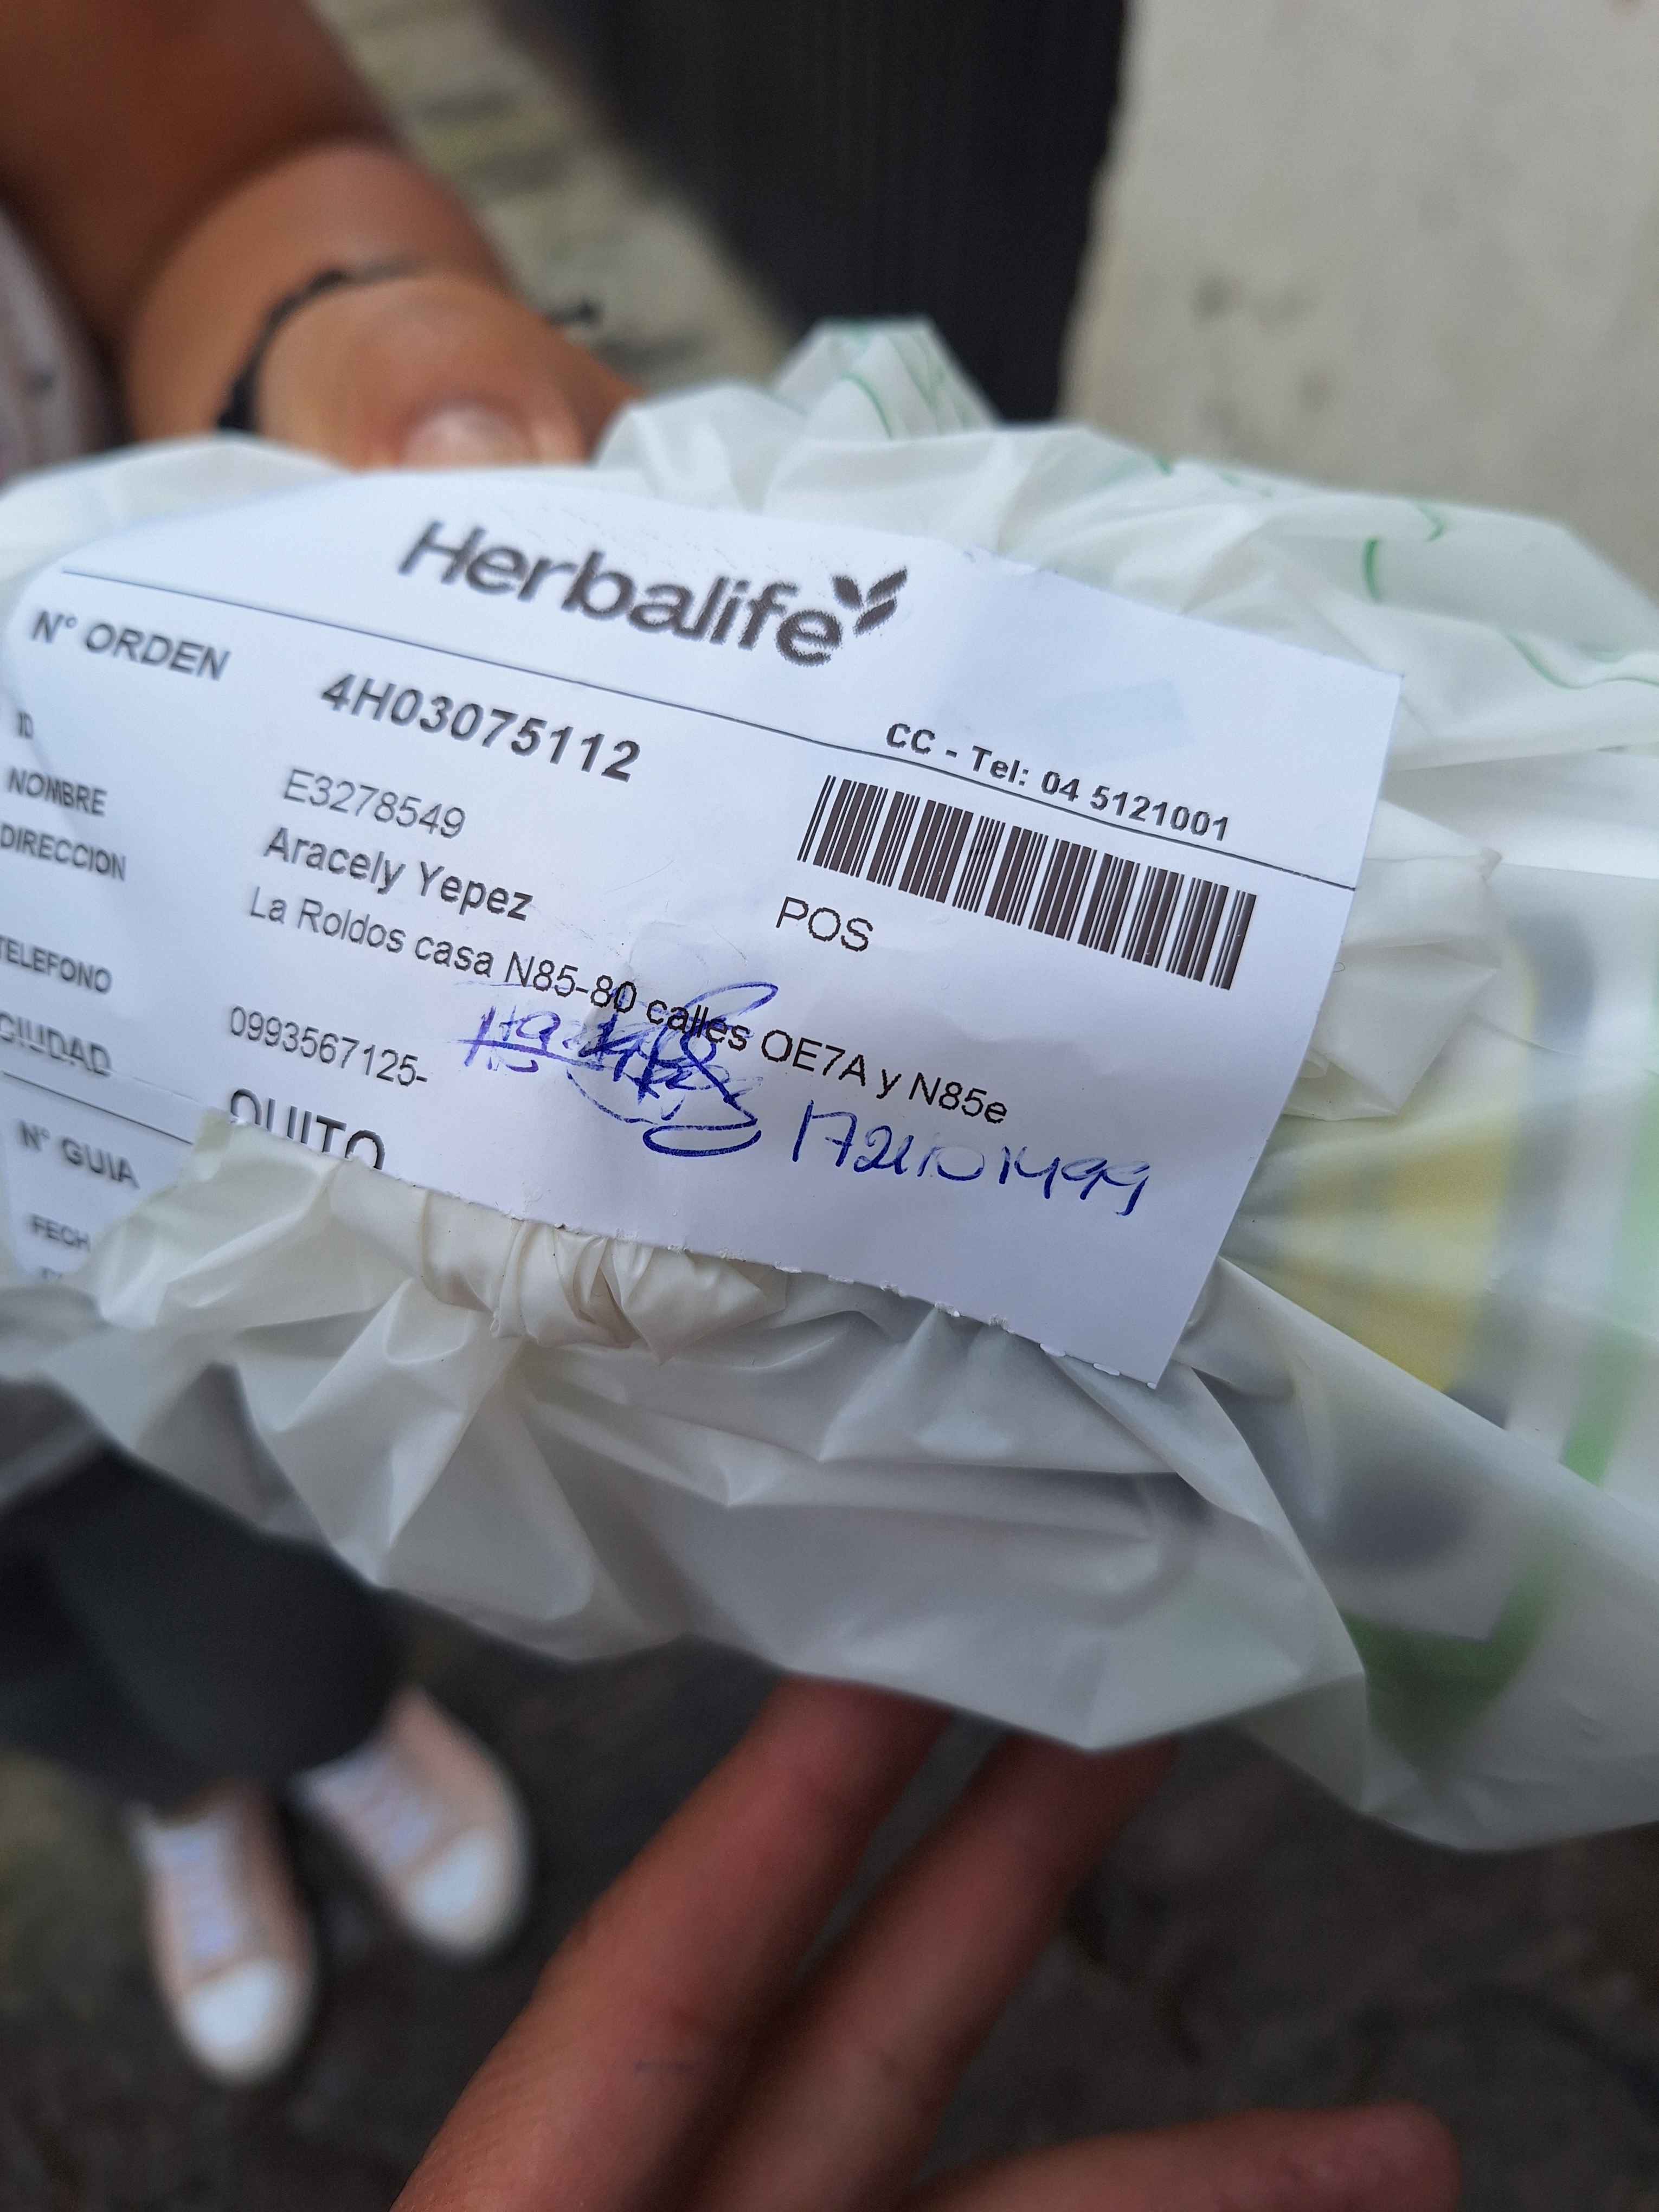 Herbalife
N° ORDEN 4H03075112 CC - Tel: 04 5121001
ID E3278549
NOMBRE Aracely Yepez POS
DIRECCION La Roldos casa N85-80 calles OE7A y N85e
TELEFONO 0993567125-
CIUDAD QUITO
N° GUIA
FECH